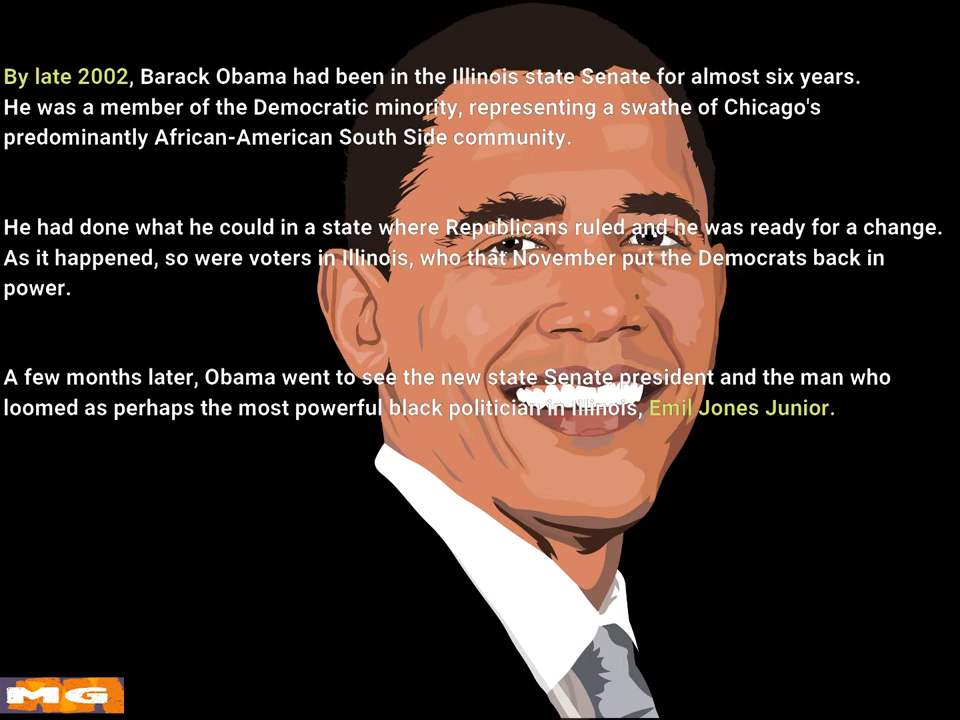 By late 2002, Barack Obama had been in the Illinois state Senate for almost six years.
He was a member of the Democratic minority, representing a swathe of Chicago's
predominantly African-American South Side community.
He had done what he could in a state where Republicans ruled and he was ready for a change.
As it happened, so were voters in Illinois, who that November put the Democrats back in
power.
A few months later, Obama went to see the new state Senate president and the man who
loomed as perhaps the most powerful black politician in Illinois, Emil Jones Junior.
MG